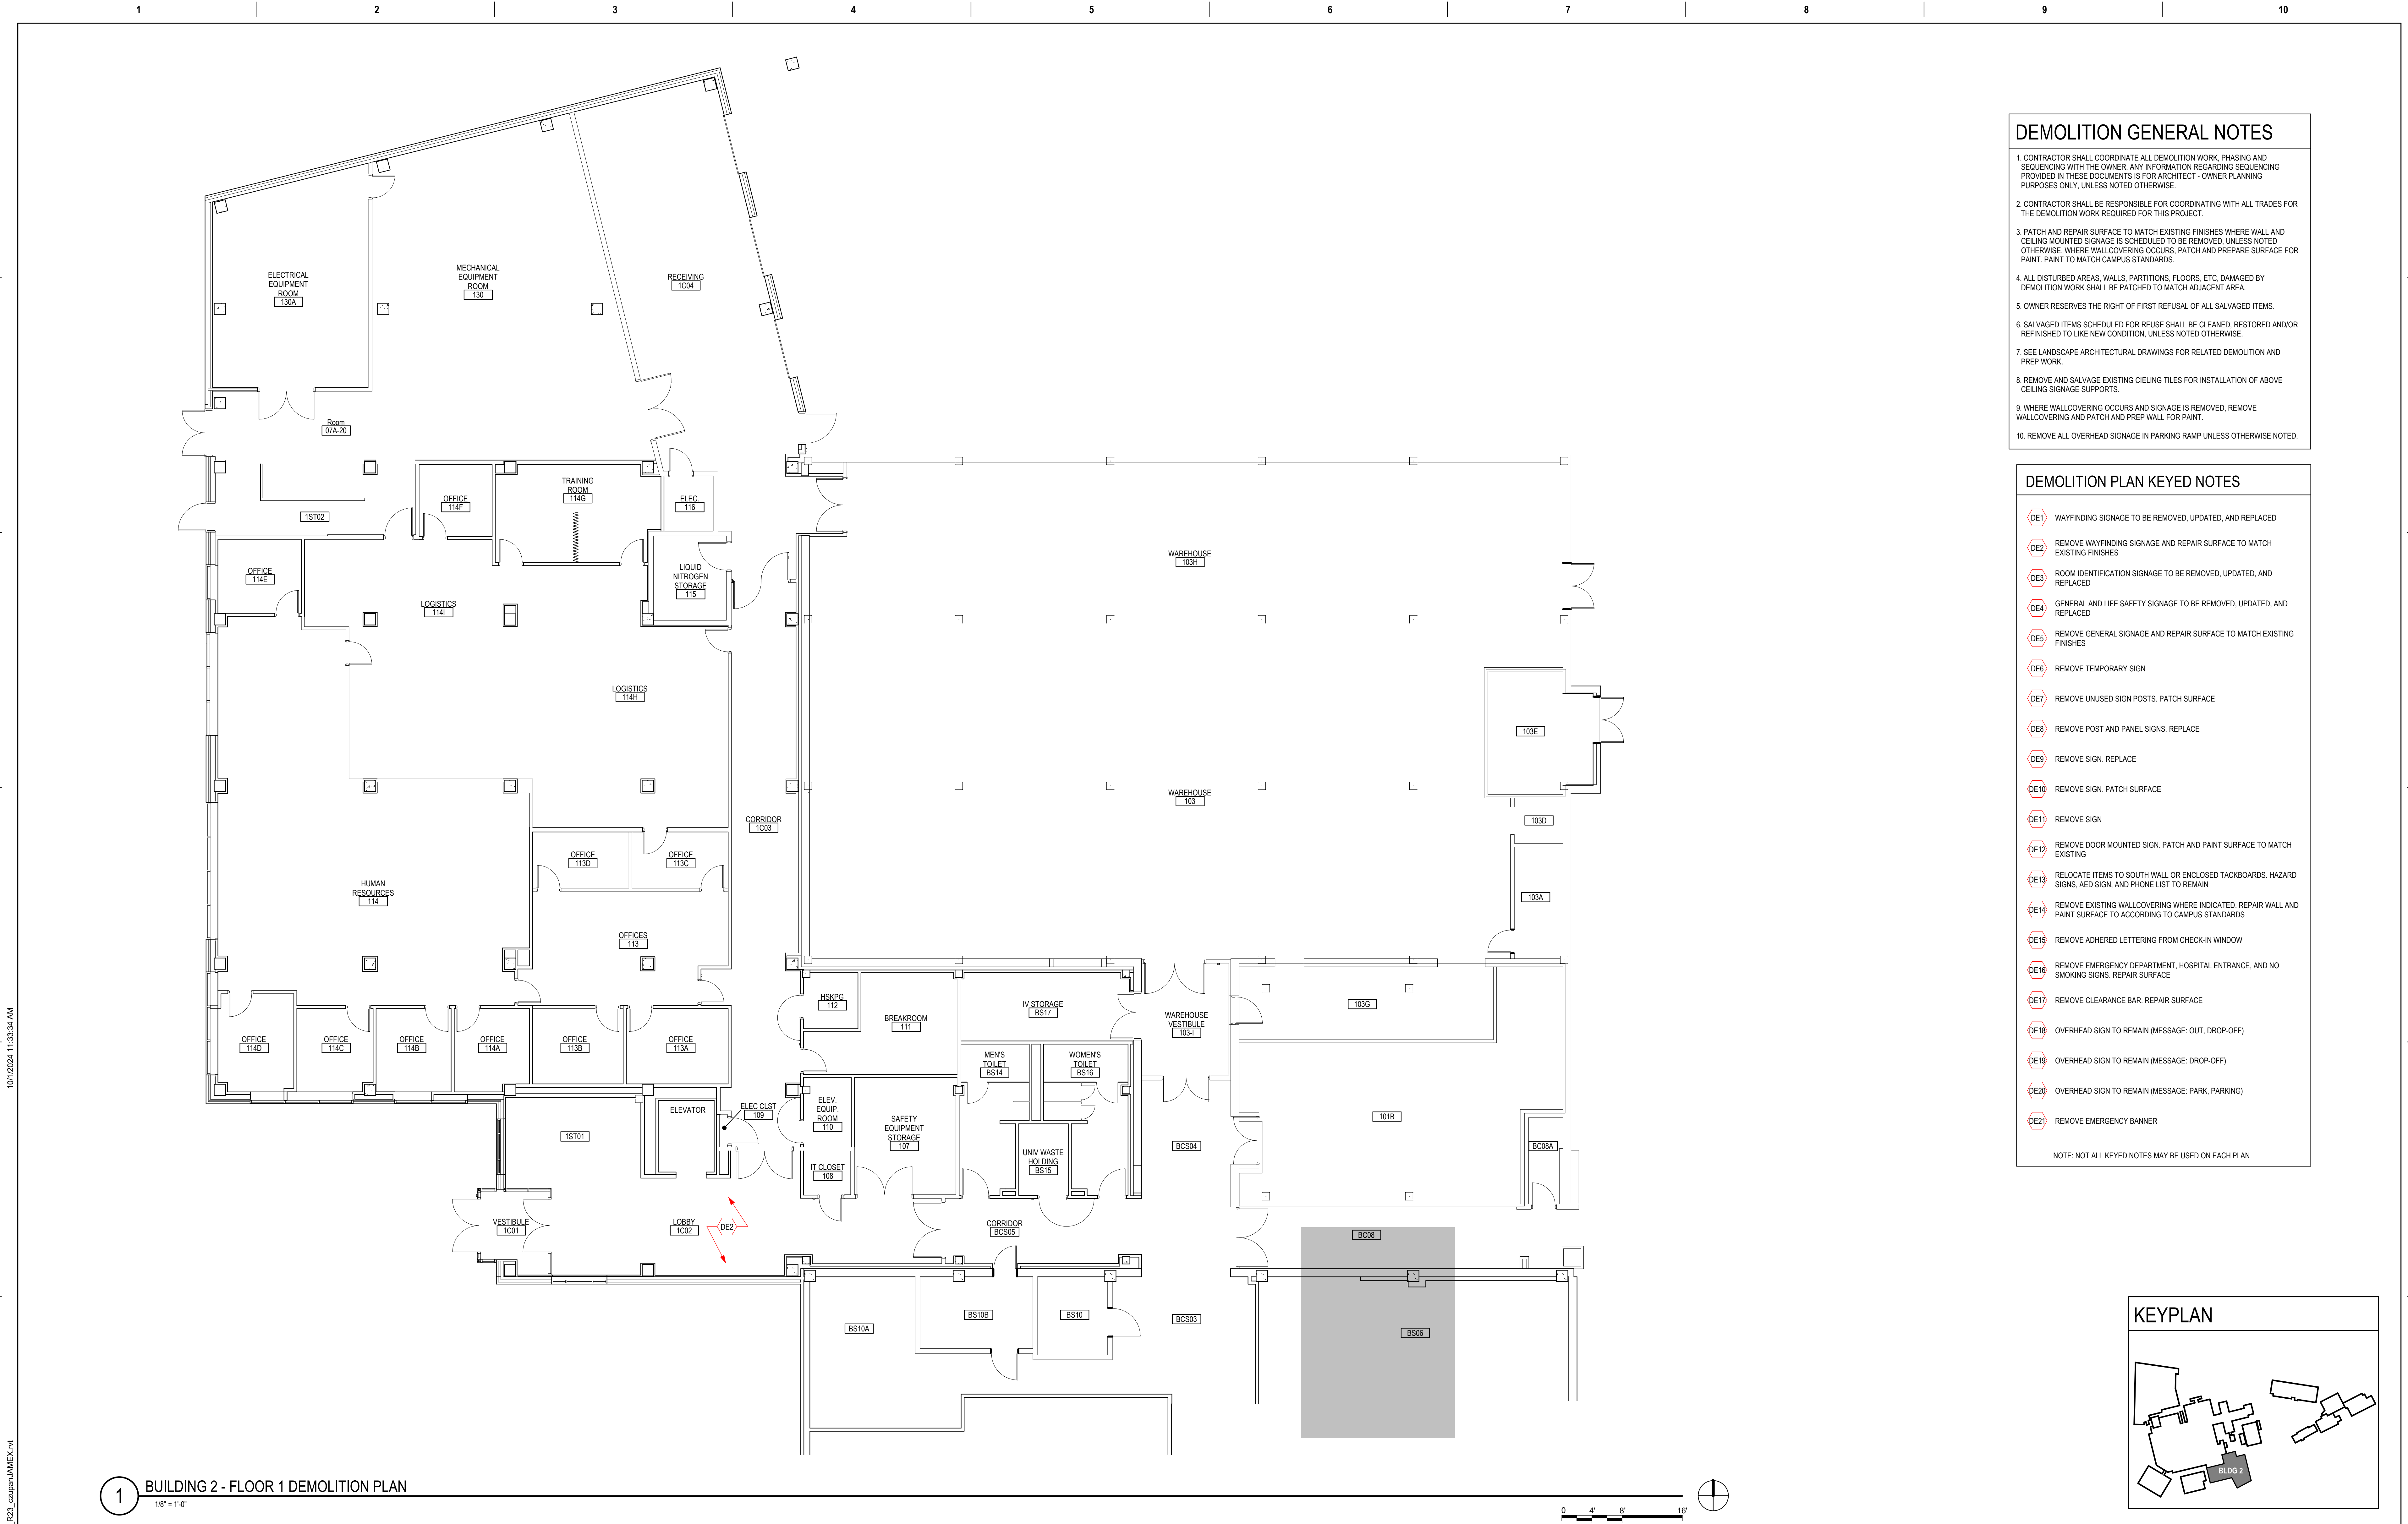 1
2
3
4
5
6
7
8
9
10
DEMOLITION GENERAL NOTES
1. CONTRACTOR SHALL COORDINATE ALL DEMOLITION WORK, PHASING AND
SEQUENCING WITH THE OWNER. ANY INFORMATION REGARDING SEQUENCING
PROVIDED IN THESE DOCUMENTS IS FOR ARCHITECT - OWNER PLANNING
PURPOSES ONLY, UNLESS NOTED OTHERWISE.
2. CONTRACTOR SHALL BE RESPONSIBLE FOR COORDINATING WITH ALL TRADES FOR
THE DEMOLITION WORK REQUIRED FOR THIS PROJECT.
3. PATCH AND REPAIR SURFACE TO MATCH EXISTING FINISHES WHERE WALL AND
CEILING MOUNTED SIGNAGE IS SCHEDULED TO BE REMOVED, UNLESS NOTED
OTHERWISE. WHERE WALLCOVERING OCCURS, PATCH AND PREPARE SURFACE FOR
PAINT. PAINT TO MATCH CAMPUS STANDARDS.
4. ALL DISTURBED AREAS, WALLS, PARTITIONS, FLOORS, ETC, DAMAGED BY
DEMOLITION WORK SHALL BE PATCHED TO MATCH ADJACENT AREA.
5. OWNER RESERVES THE RIGHT OF FIRST REFUSAL OF ALL SALVAGED ITEMS.
6. SALVAGED ITEMS SCHEDULED FOR REUSE SHALL BE CLEANED, RESTORED AND/OR
REFINISHED TO LIKE NEW CONDITION, UNLESS NOTED OTHERWISE.
7. SEE LANDSCAPE ARCHITECTURAL DRAWINGS FOR RELATED DEMOLITION AND
PREP WORK.
8. REMOVE AND SALVAGE EXISTING CIELING TILES FOR INSTALLATION OF ABOVE
CEILING SIGNAGE SUPPORTS.
9. WHERE WALLCOVERING OCCURS AND SIGNAGE IS REMOVED, REMOVE
WALLCOVERING AND PATCH AND PREP WALL FOR PAINT.
10. REMOVE ALL OVERHEAD SIGNAGE IN PARKING RAMP UNLESS OTHERWISE NOTED.
DEMOLITION PLAN KEYED NOTES
DE1 WAYFINDING SIGNAGE TO BE REMOVED, UPDATED, AND REPLACED
DE2 REMOVE WAYFINDING SIGNAGE AND REPAIR SURFACE TO MATCH
EXISTING FINISHES
DE3 ROOM IDENTIFICATION SIGNAGE TO BE REMOVED, UPDATED, AND
REPLACED
DE4 GENERAL AND LIFE SAFETY SIGNAGE TO BE REMOVED, UPDATED, AND
REPLACED
DE5 REMOVE GENERAL SIGNAGE AND REPAIR SURFACE TO MATCH EXISTING
FINISHES
DE6 REMOVE TEMPORARY SIGN
DE7 REMOVE UNUSED SIGN POSTS. PATCH SURFACE
DE8 REMOVE POST AND PANEL SIGNS. REPLACE
DE9 REMOVE SIGN. REPLACE
DE10 REMOVE SIGN. PATCH SURFACE
DE11 REMOVE SIGN
DE12 REMOVE DOOR MOUNTED SIGN. PATCH AND PAINT SURFACE TO MATCH
EXISTING
DE13 RELOCATE ITEMS TO SOUTH WALL OR ENCLOSED TACKBOARDS. HAZARD
SIGNS, AED SIGN, AND PHONE LIST TO REMAIN
DE14 REMOVE EXISTING WALLCOVERING WHERE INDICATED. REPAIR WALL AND
PAINT SURFACE TO ACCORDING TO CAMPUS STANDARDS
DE15 REMOVE ADHERED LETTERING FROM CHECK-IN WINDOW
DE16 REMOVE EMERGENCY DEPARTMENT, HOSPITAL ENTRANCE, AND NO
SMOKING SIGNS. REPAIR SURFACE
DE17 REMOVE CLEARANCE BAR. REPAIR SURFACE
DE18 OVERHEAD SIGN TO REMAIN (MESSAGE: OUT, DROP-OFF)
DE19 OVERHEAD SIGN TO REMAIN (MESSAGE: DROP-OFF)
DE20 OVERHEAD SIGN TO REMAIN (MESSAGE: PARK, PARKING)
DE21 REMOVE EMERGENCY BANNER
NOTE: NOT ALL KEYED NOTES MAY BE USED ON EACH PLAN
ELECTRICAL
EQUIPMENT
ROOM
130A
MECHANICAL
EQUIPMENT
ROOM
130
RECEIVING
1C04
Room
07A-20
1ST02
OFFICE
114F
TRAINING
ROOM
114G
ELEC.
116
OFFICE
114E
LOGISTICS
114I
LIQUID
NITROGEN
STORAGE
115
WAREHOUSE
103H
LOGISTICS
114H
103E
WAREHOUSE
103
CORRIDOR
1C03
103D
OFFICE
113D
OFFICE
113C
HUMAN
RESOURCES
114
103A
OFFICES
113
HSKPG
112
BREAKROOM
111
IV STORAGE
BS17
WAREHOUSE
VESTIBULE
103-I
103G
OFFICE
114D
OFFICE
114C
OFFICE
114B
OFFICE
114A
OFFICE
113B
OFFICE
113A
MEN'S
TOILET
BS14
WOMEN'S
TOILET
BS16
ELEVATOR
ELEC CLST
109
ELEV.
EQUIP.
ROOM
110
SAFETY
EQUIPMENT
STORAGE
107
101B
1ST01
BCS04
BC08A
IT CLOSET
108
UNIV WASTE
HOLDING
BS15
VESTIBULE
1C01
LOBBY
1C02
DE2
CORRIDOR
BCS05
BC08
BS10A
BS10B
BS10
BCS03
BS06
KEYPLAN
BLDG 2
1
BUILDING 2 - FLOOR 1 DEMOLITION PLAN
1/8" = 1'-0"
0 4' 8' 16'
10/1/2024 11:33:34 AM
_R23_czupanJAMEX.rvt